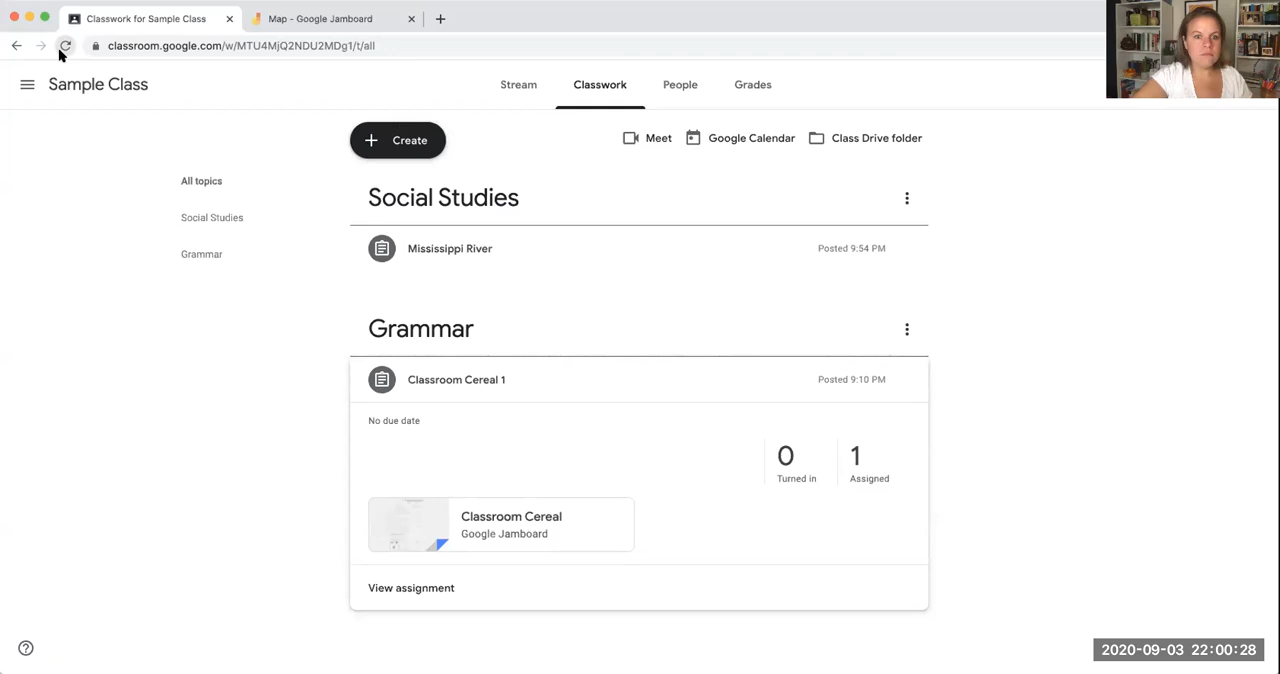 Classwork for Sample Class
Map - Google Jamboard
classroom.google.com/w/MTU4MjQ2NDU2MDg1/t/all
Sample Class
Stream
Classwork
People
Grades
Create
Meet
Google Calendar
Class Drive folder
All topics
Social Studies
Grammar
Social Studies
Mississippi River
Posted 9:54 PM
Grammar
Classroom Cereal 1
Posted 9:10 PM
No due date
0
Turned in
1
Assigned
Classroom Cereal
Google Jamboard
View assignment
2020-09-03 22:00:28